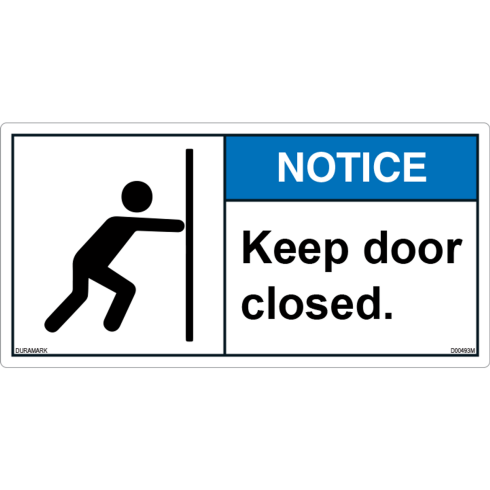 NOTICE
Keep door
closed.
DURAMARK
D00493M